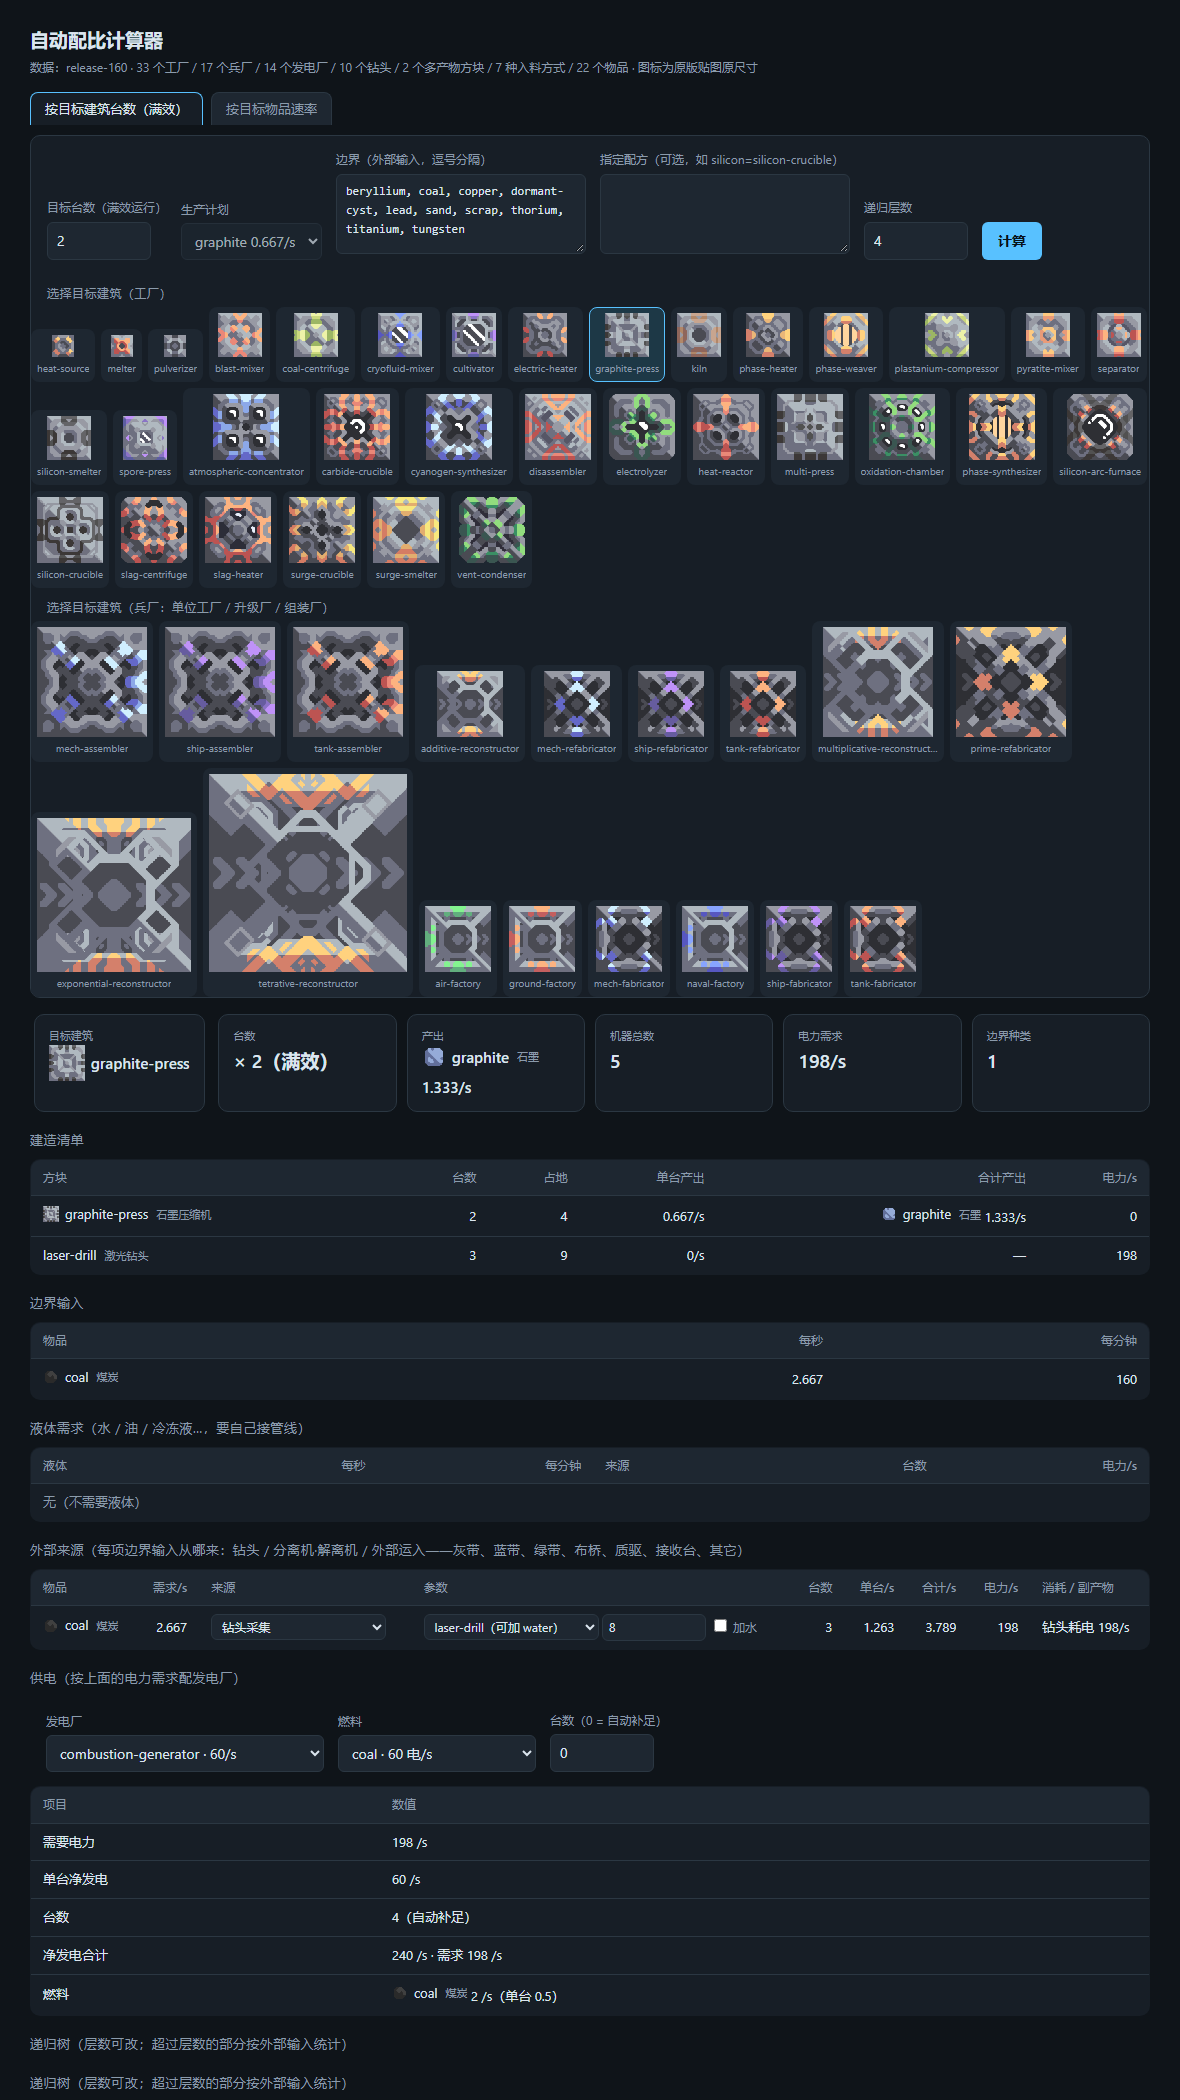 自动配比计算器
数据：release-160 · 33 个工厂 / 17 个兵厂 / 14 个发电厂 / 10 个钻头 / 2 个多产物方块 / 7 种入料方式 / 22 个物品 · 图标为原版贴图原尺寸
按目标建筑台数（满效） 按目标物品速率
目标台数（满效运行） 生产计划 边界（外部输入，逗号分隔） 指定配方（可选，如 silicon=silicon-crucible） 递归层数
2 graphite 0.667/s 4 计算
beryllium, coal, copper, dormant-
cyst, lead, sand, scrap, thorium,
titanium, tungsten
选择目标建筑（工厂）
heat-source melter pulverizer blast-mixer coal-centrifuge cryofluid-mixer cultivator electric-heater graphite-press kiln phase-heater phase-weaver plastanium-compressor pyratite-mixer separator
silicon-smelter spore-press atmospheric-concentrator carbide-crucible cyanogen-synthesizer disassembler electrolyzer heat-reactor multi-press oxidation-chamber phase-synthesizer silicon-arc-furnace
silicon-crucible slag-centrifuge slag-heater surge-crucible surge-smelter vent-condenser
选择目标建筑（兵厂：单位工厂 / 升级厂 / 组装厂）
mech-assembler ship-assembler tank-assembler additive-reconstructor mech-refabricator ship-refabricator tank-refabricator multiplicative-reconstruct... prime-refabricator
exponential-reconstructor tetrative-reconstructor air-factory ground-factory mech-fabricator naval-factory ship-fabricator tank-fabricator
目标建筑 台数 产出 机器总数 电力需求 边界种类
graphite-press × 2（满效） graphite 石墨 5 198/s 1
1.333/s
建造清单
方块 台数 占地 单台产出 合计产出 电力/s
graphite-press 石墨压缩机 2 4 0.667/s graphite 石墨 1.333/s 0
laser-drill 激光钻头 3 9 0/s — 198
边界输入
物品 每秒 每分钟
coal 煤炭 2.667 160
液体需求（水 / 油 / 冷冻液…，要自己接管线）
液体 每秒 每分钟 来源 台数 电力/s
无（不需要液体）
外部来源（每项边界输入从哪来：钻头 / 分离机·解离机 / 外部运入——灰带、蓝带、绿带、布桥、质驱、接收台、其它）
物品 需求/s 来源 参数 台数 单台/s 合计/s 电力/s 消耗 / 副产物
coal 煤炭 2.667 钻头采集 laser-drill（可加 water） 8 加水 3 1.263 3.789 198 钻头耗电 198/s
供电（按上面的电力需求配发电厂）
发电厂 燃料 台数（0 = 自动补足）
combustion-generator · 60/s coal · 60 电/s 0
项目 数值
需要电力 198 /s
单台净发电 60 /s
台数 4（自动补足）
净发电合计 240 /s · 需求 198 /s
燃料 coal 煤炭 2 /s（单台 0.5）
递归树（层数可改；超过层数的部分按外部输入统计）
递归树（层数可改；超过层数的部分按外部输入统计）